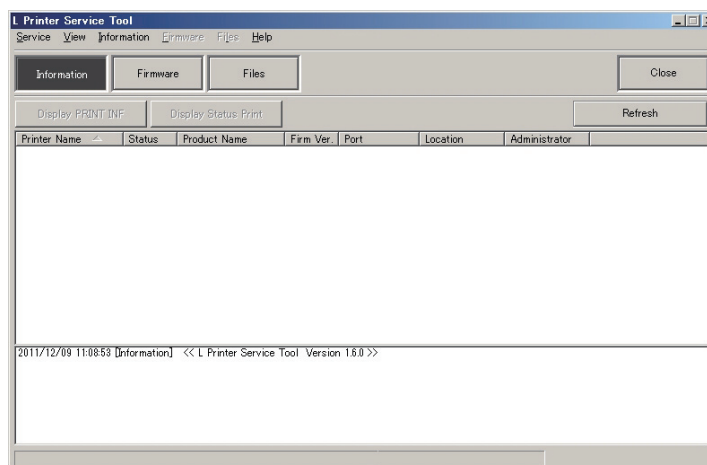 L Printer Service Tool
Service View Information Firmware Files Help
Information Firmware Files Close
Display PRINT INF. Display Status Print Refresh
Printer Name Status Product Name Firm Ver. Port Location Administrator
2011/12/09 11:08:53 [Information] << L Printer Service Tool Version 1.6.0 >>